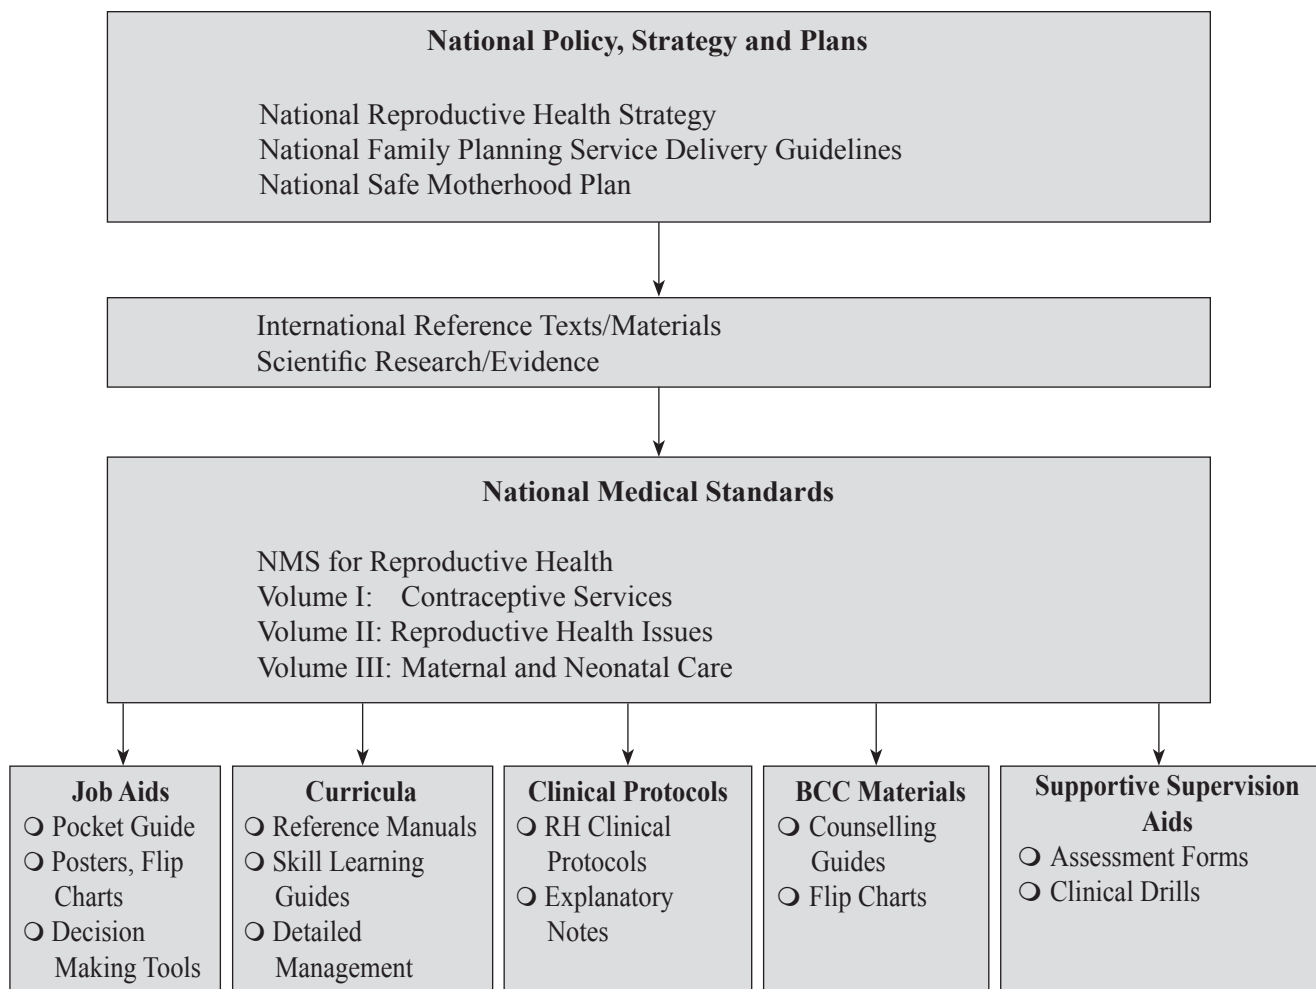 National Policy, Strategy and Plans
National Reproductive Health Strategy
National Family Planning Service Delivery Guidelines
National Safe Motherhood Plan
International Reference Texts/Materials
Scientific Research/Evidence
National Medical Standards
NMS for Reproductive Health
Volume I: Contraceptive Services
Volume II: Reproductive Health Issues
Volume III: Maternal and Neonatal Care
Job Aids
❍ Pocket Guide
❍ Posters, Flip
Charts
❍ Decision
Making Tools
Curricula
❍ Reference Manuals
❍ Skill Learning
Guides
❍ Detailed
Management
Clinical Protocols
❍ RH Clinical
Protocols
❍ Explanatory
Notes
BCC Materials
❍ Counselling
Guides
❍ Flip Charts
Supportive Supervision
Aids
❍ Assessment Forms
❍ Clinical Drills